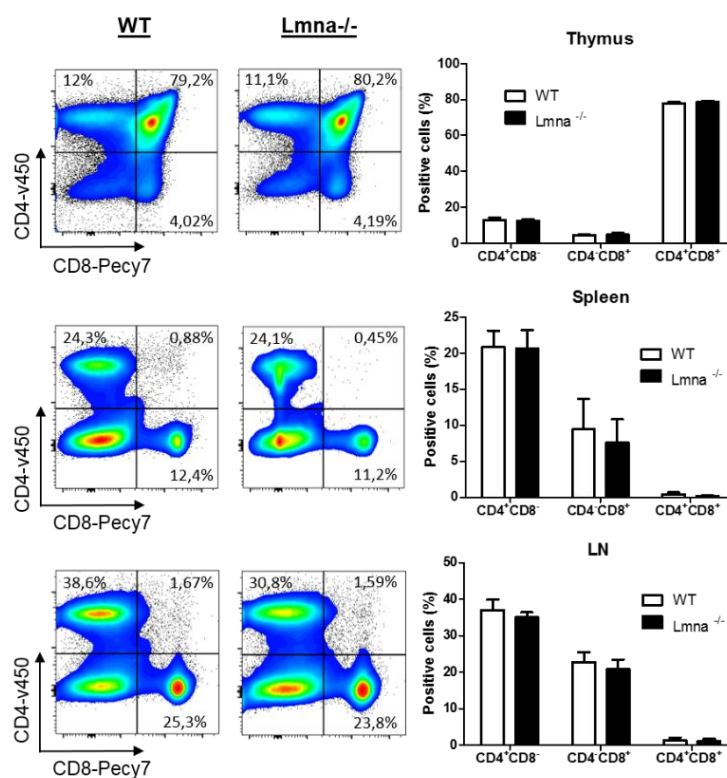 WT
Lmna-/-
12%
79,2%
4,02%
11,1%
80,2%
4,19%
CD4-v450
CD8-Pecy7
Thymus
Positive cells (%)
100
80
60
40
20
0
WT
Lmna -/-
CD4+CD8-
CD4-CD8+
CD4+CD8+
24,3%
0,88%
12,4%
24,1%
0,45%
11,2%
CD4-v450
CD8-Pecy7
Spleen
Positive cells (%)
25
20
15
10
5
0
WT
Lmna -/-
CD4+CD8-
CD4-CD8+
CD4+CD8+
38,6%
1,67%
25,3%
30,8%
1,59%
23,8%
CD4-v450
CD8-Pecy7
LN
Positive cells (%)
50
40
30
20
10
0
WT
Lmna -/-
CD4+CD8-
CD4-CD8+
CD4+CD8+